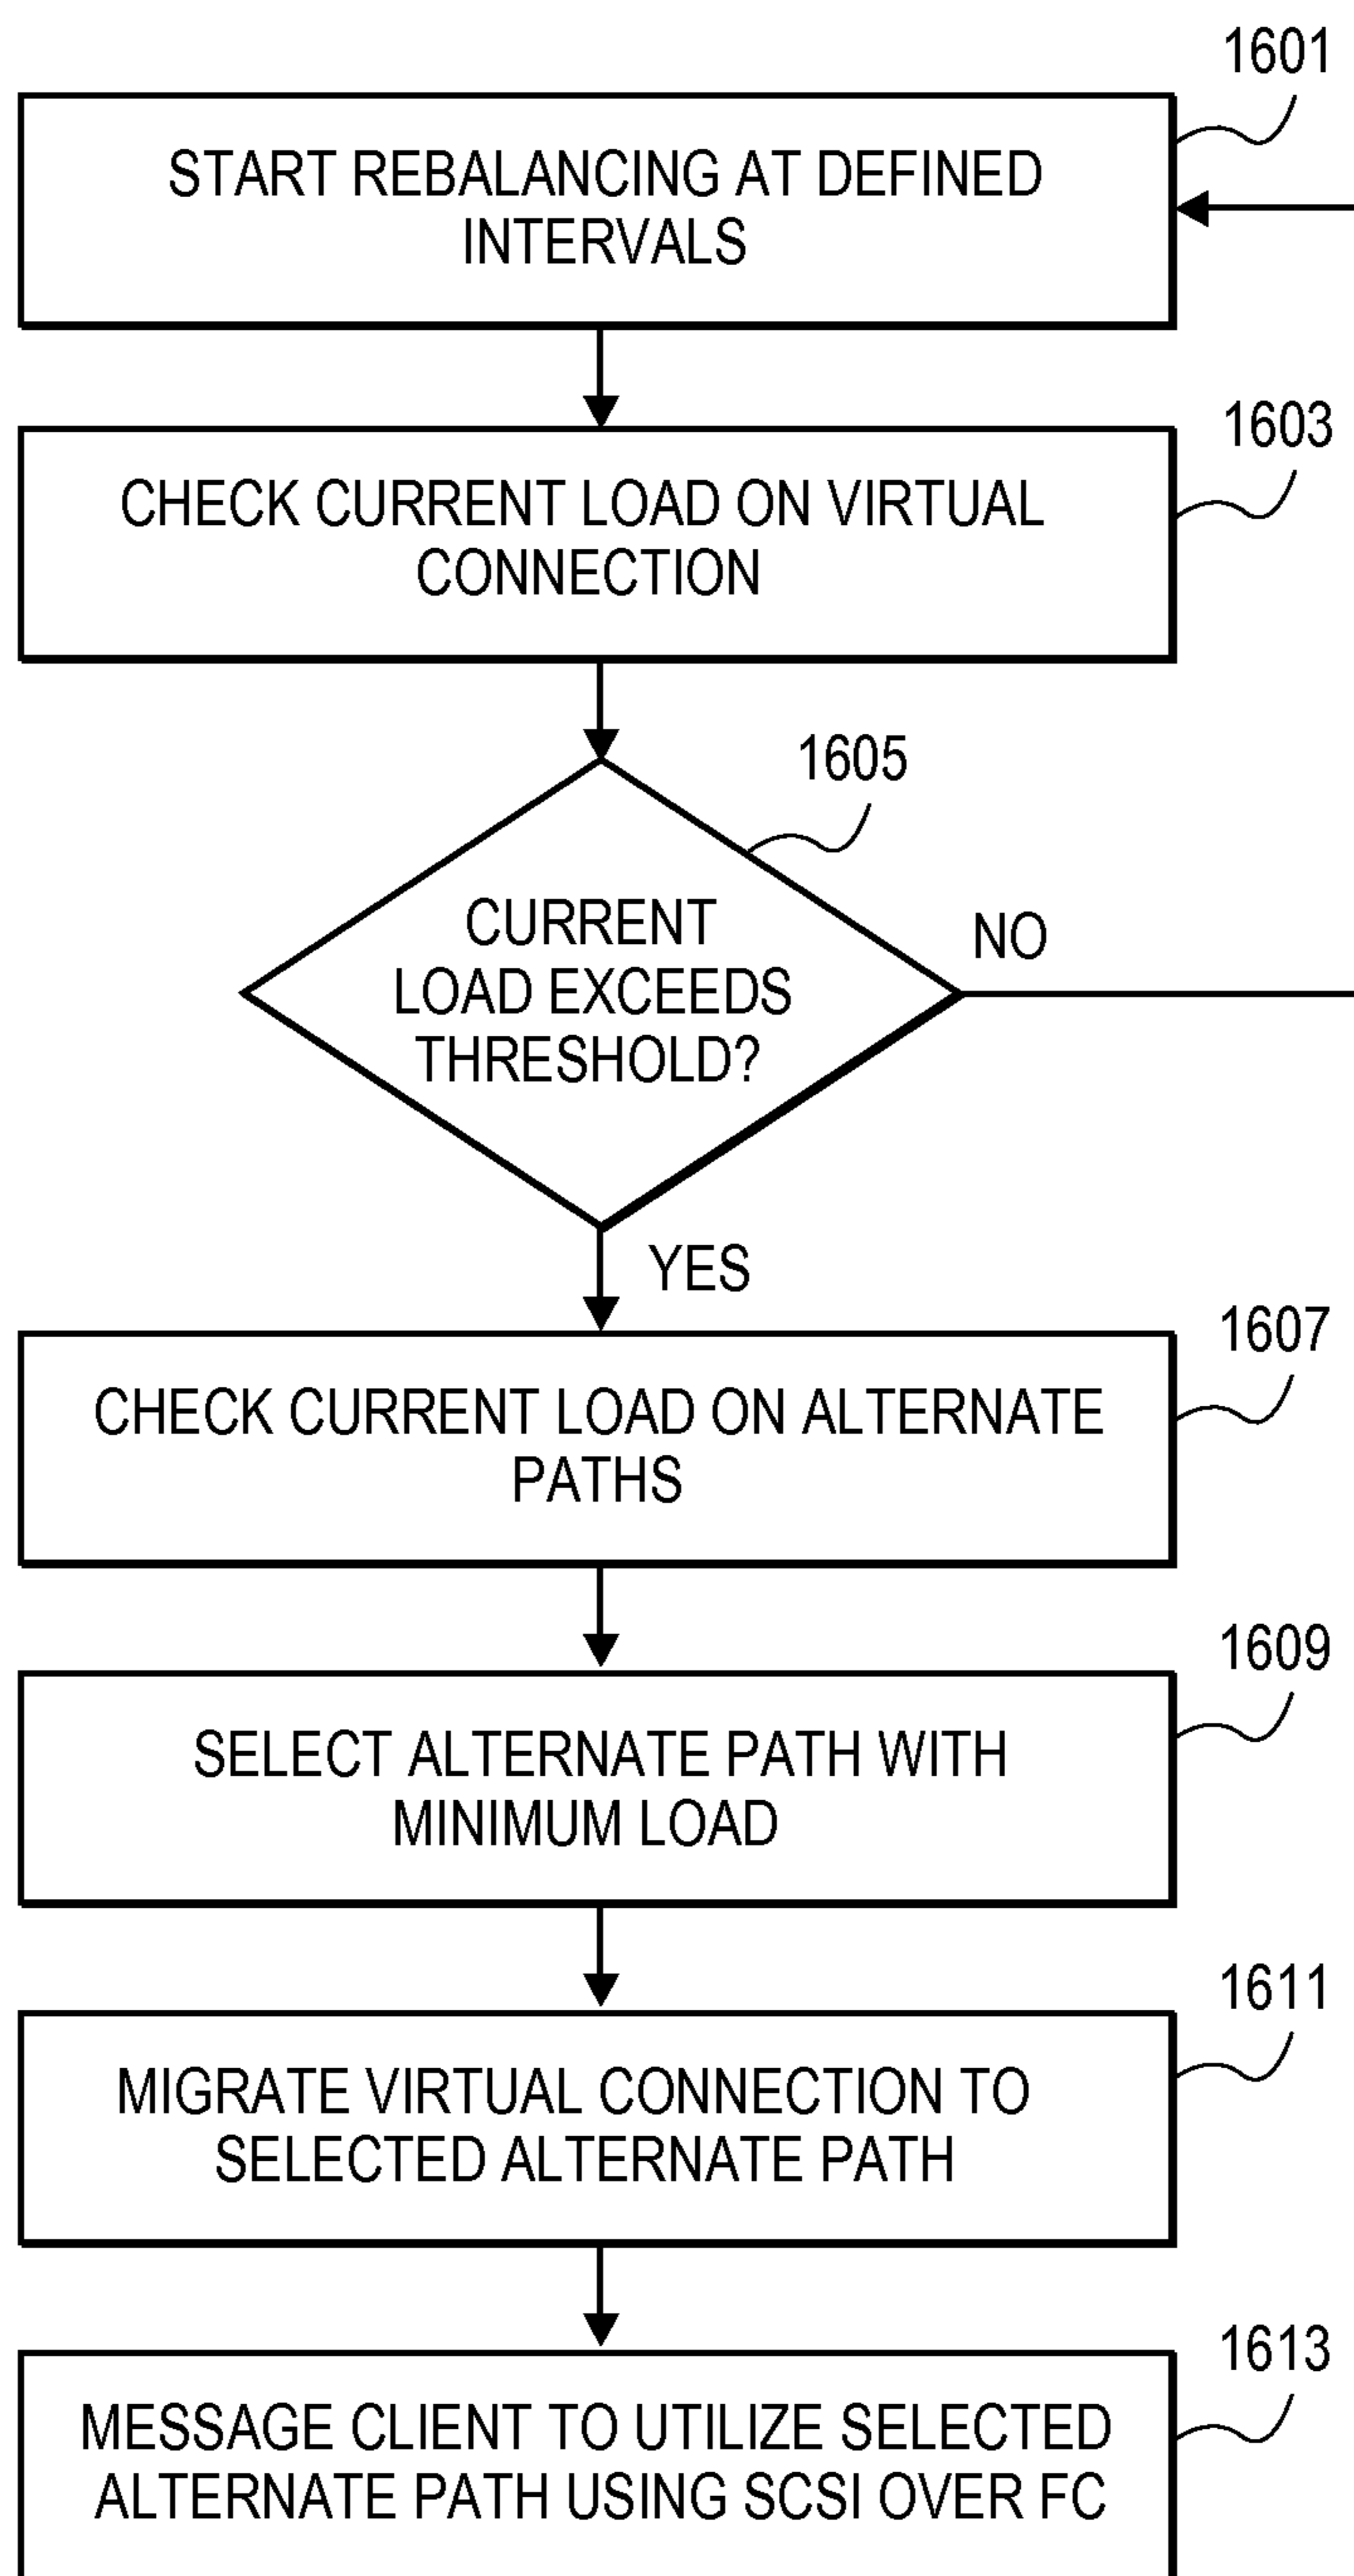 1601
START REBALANCING AT DEFINED
INTERVALS
1603
CHECK CURRENT LOAD ON VIRTUAL
CONNECTION
1605
CURRENT
LOAD EXCEEDS
THRESHOLD?
NO
YES
1607
CHECK CURRENT LOAD ON ALTERNATE
PATHS
1609
SELECT ALTERNATE PATH WITH
MINIMUM LOAD
1611
MIGRATE VIRTUAL CONNECTION TO
SELECTED ALTERNATE PATH
1613
MESSAGE CLIENT TO UTILIZE SELECTED
ALTERNATE PATH USING SCSI OVER FC